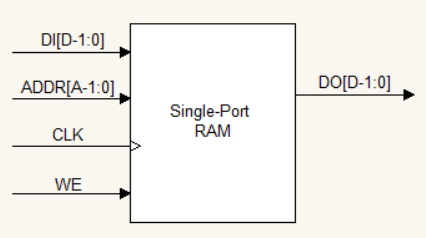 DI[D-1:0]
ADDR[A-1:0]
CLK
WE
Single-Port
RAM
DO[D-1:0]